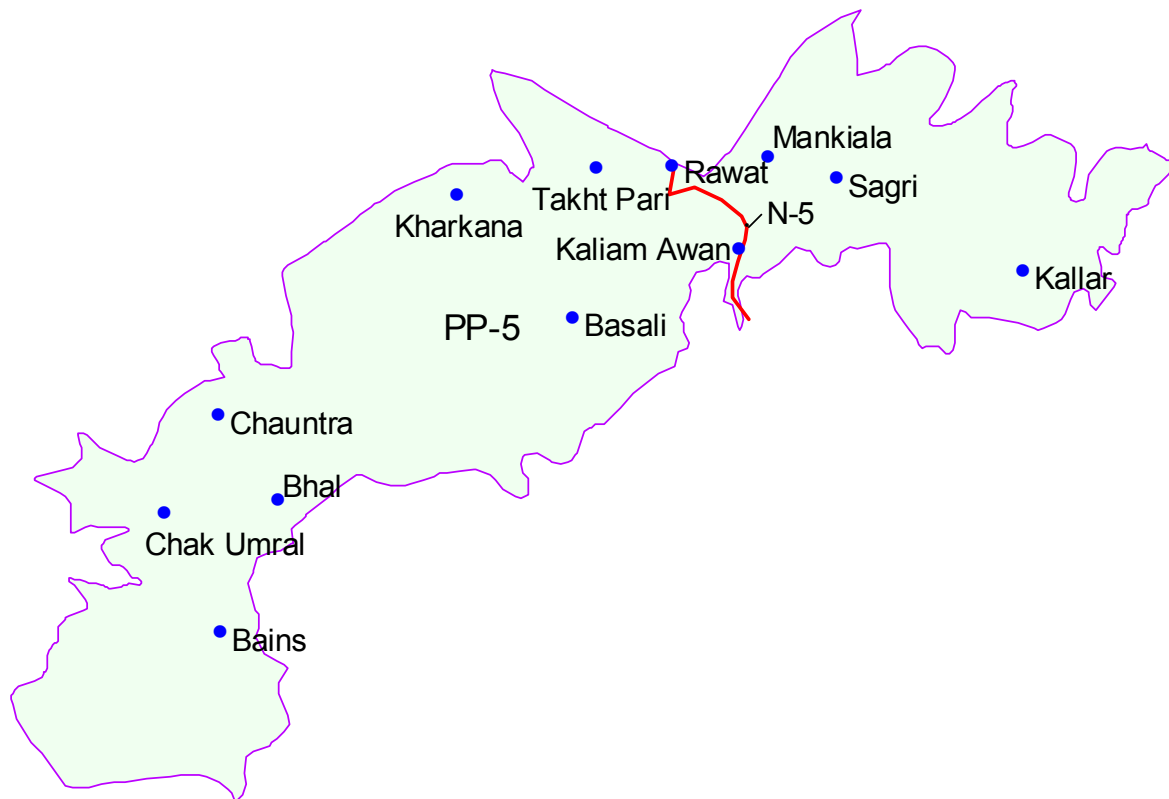 Mankiala
Rawat
Sagri
Takht Pari
Kharkana
N-5
Kaliam Awan
Kallar
PP-5
Basali
Chauntra
Bhal
Chak Umral
Bains